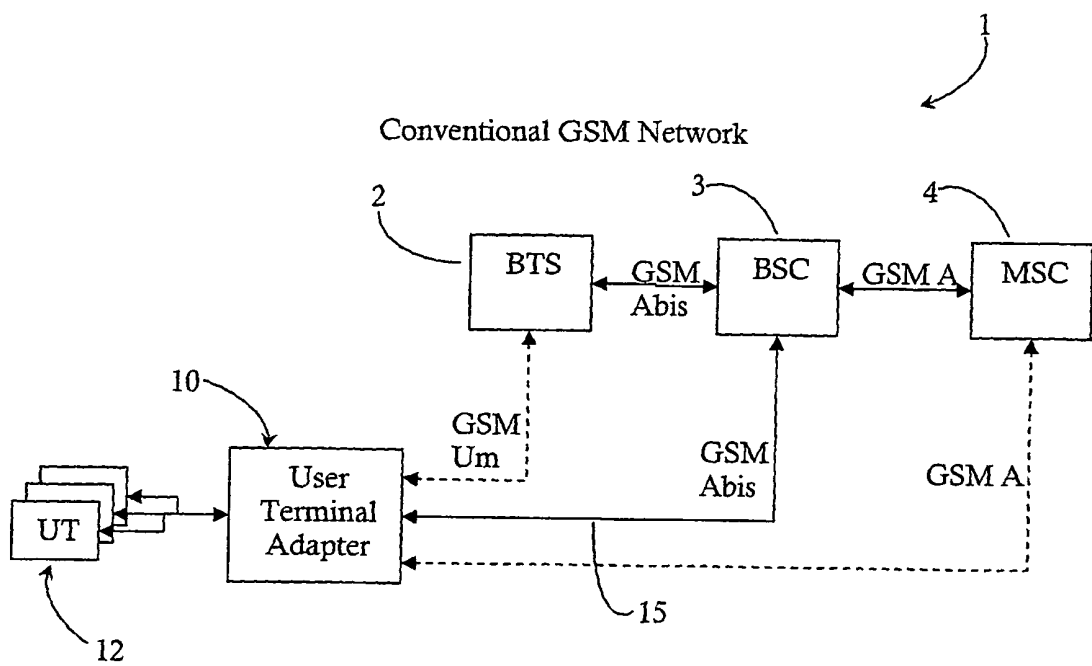 1
Conventional GSM Network
2
3
4
BTS
GSM
Abis
BSC
GSM A
MSC
10
GSM
Um
GSM
Abis
GSM A
User
Terminal
Adapter
UT
12
15